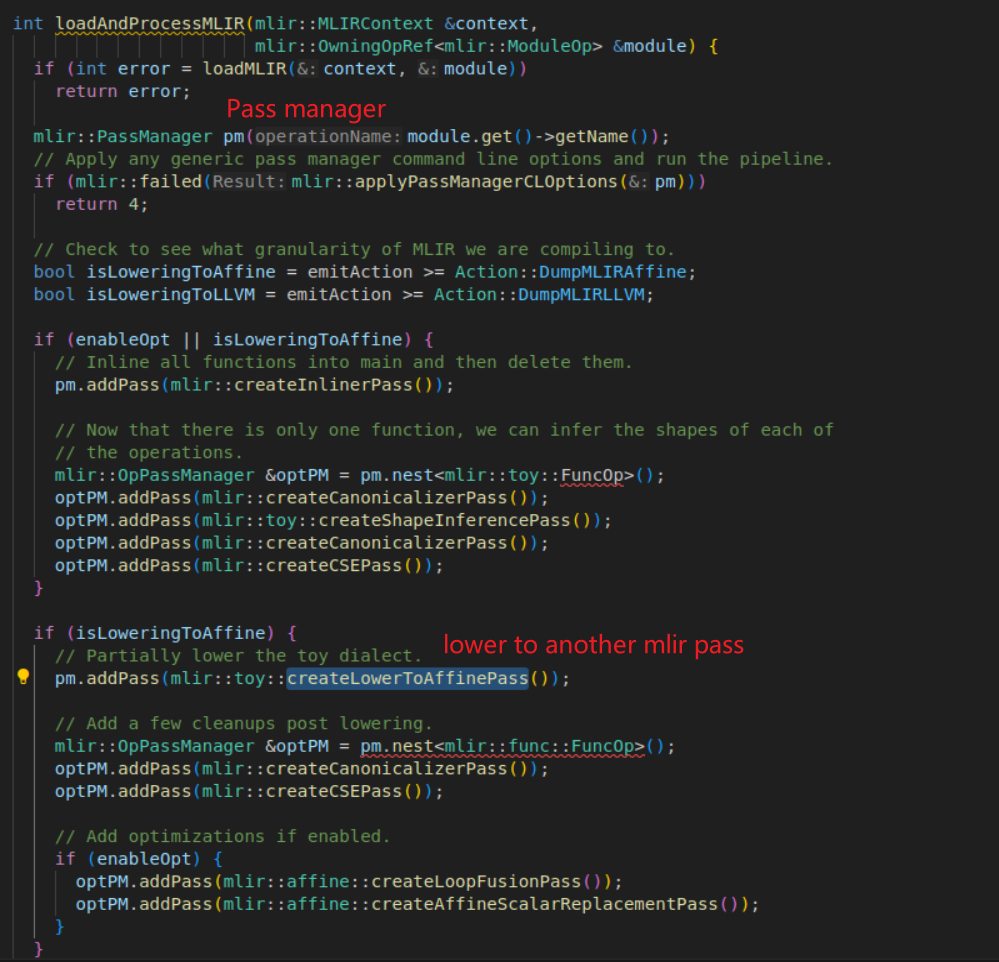 int loadAndProcessMLIR(mlir::MLIRContext &context,
mlir::OwningOpRef<mlir::ModuleOp> &module) {
if (int error = loadMLIR(&: context, &: module))
return error;
Pass manager
mlir::PassManager pm(operationName: module.get()->getName());
// Apply any generic pass manager command line options and run the pipeline.
if (mlir::failed(Result: mlir::applyPassManagerCLOptions(&: pm)))
return 4;
// Check to see what granularity of MLIR we are compiling to.
bool isLoweringToAffine = emitAction >= Action::DumpMLIRAffine;
bool isLoweringToLLVM = emitAction >= Action::DumpMLIRLLVM;
if (enableOpt || isLoweringToAffine) {
// Inline all functions into main and then delete them.
pm.addPass(mlir::createInlinerPass());
// Now that there is only one function, we can infer the shapes of each of
// the operations.
mlir::OpPassManager &optPM = pm.nest<mlir::toy::FuncOp>();
optPM.addPass(mlir::createCanonicalizerPass());
optPM.addPass(mlir::toy::createShapeInferencePass());
optPM.addPass(mlir::createCanonicalizerPass());
optPM.addPass(mlir::createCSEPass());
}
if (isLoweringToAffine) {
lower to another mlir pass
// Partially lower the toy dialect.
pm.addPass(mlir::toy::createLowerToAffinePass());
// Add a few cleanups post lowering.
mlir::OpPassManager &optPM = pm.nest<mlir::func::FuncOp>();
optPM.addPass(mlir::createCanonicalizerPass());
optPM.addPass(mlir::createCSEPass());
// Add optimizations if enabled.
if (enableOpt) {
optPM.addPass(mlir::affine::createLoopFusionPass());
optPM.addPass(mlir::affine::createAffineScalarReplacementPass());
}
}